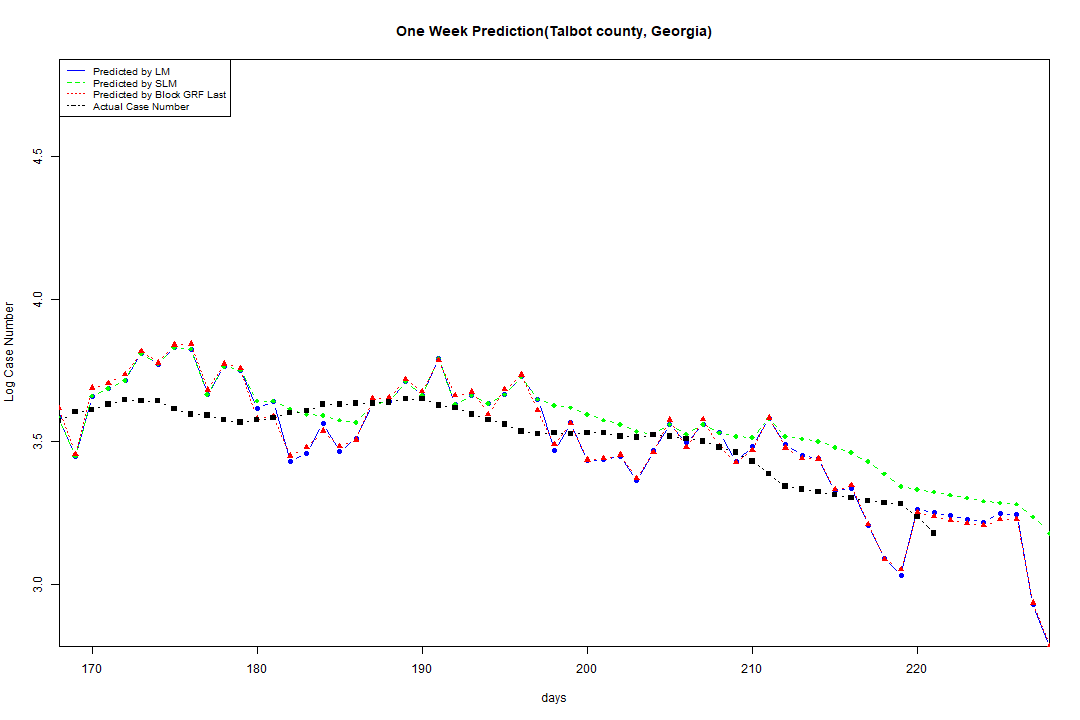 One Week Prediction(Talbot county, Georgia)
Predicted by LM
Predicted by SLM
Predicted by Block GRF Last
Actual Case Number
4.5
4.0
3.5
3.0
Log Case Number
170 180 190 200 210 220
days